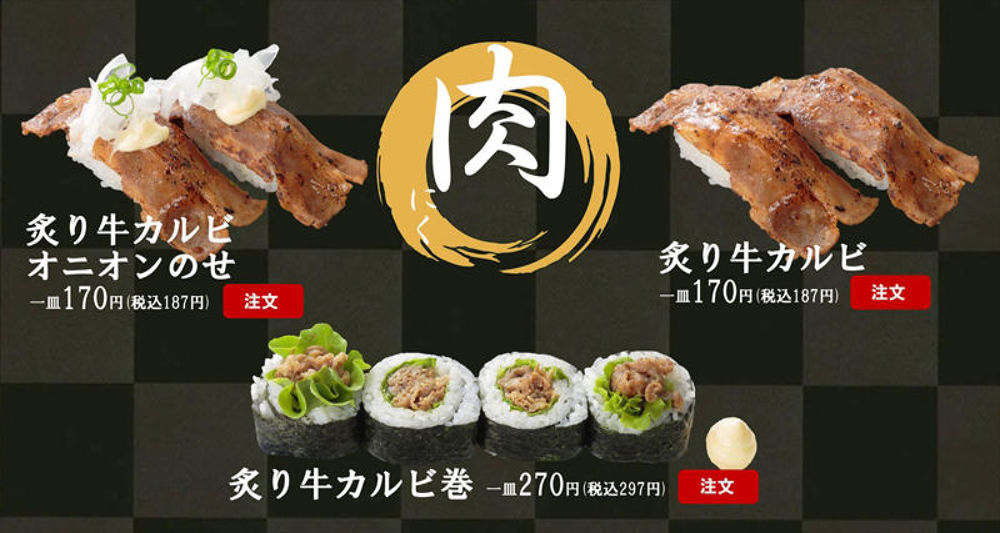 肉
にく
炙り牛カルビ
オニオンのせ
一皿170円(税込187円)
注文
炙り牛カルビ
一皿170円(税込187円)
注文
炙り牛カルビ巻 一皿270円(税込297円)
注文